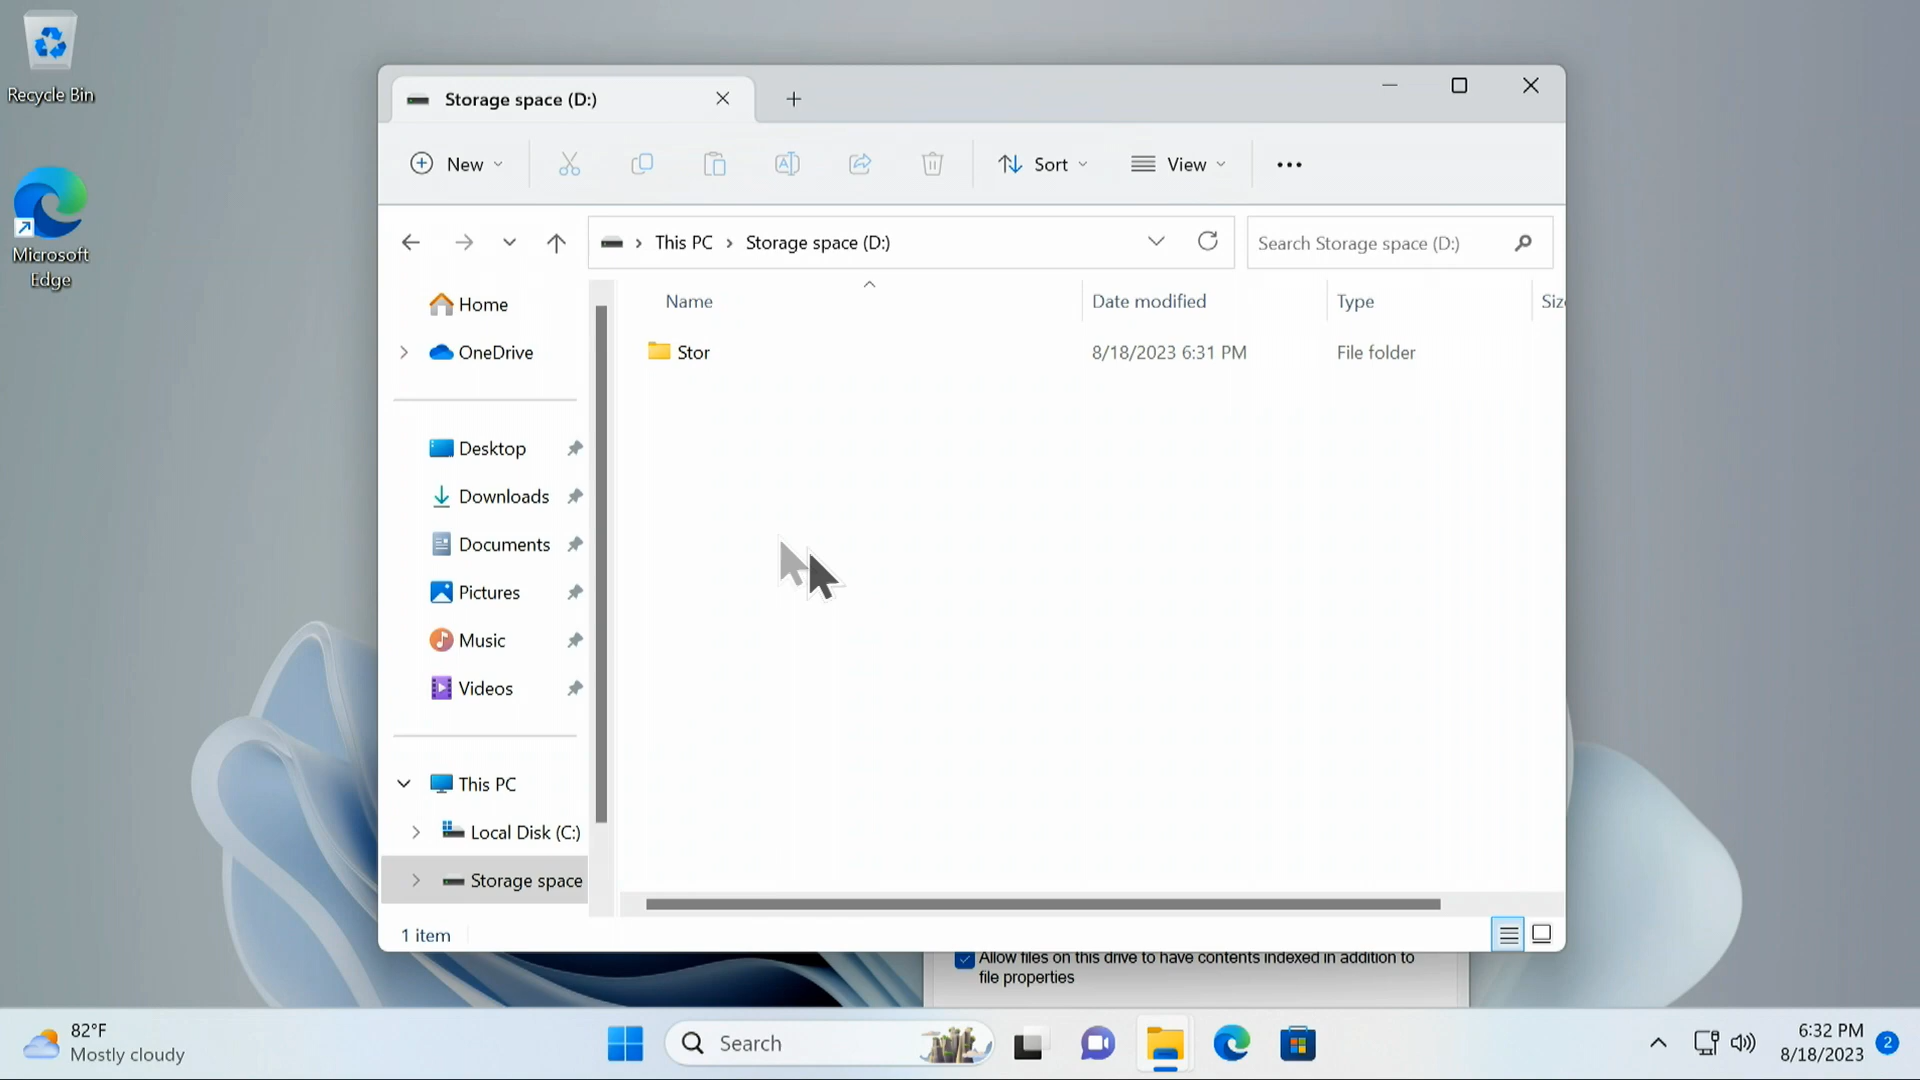 Recycle Bin
Microsoft
Edge
Storage space (D:)
New
Sort
View
This PC
Storage space (D:)
Search Storage space (D:)
Home
OneDrive
Desktop
Downloads
Documents
Pictures
Music
Videos
This PC
Local Disk (C:)
Storage space
Name
Date modified
Type
Siz
Stor
8/18/2023 6:31 PM
File folder
1 item
Allow files on this drive to have contents indexed in addition to
file properties
82°F
Mostly cloudy
Search
6:32 PM
8/18/2023
2